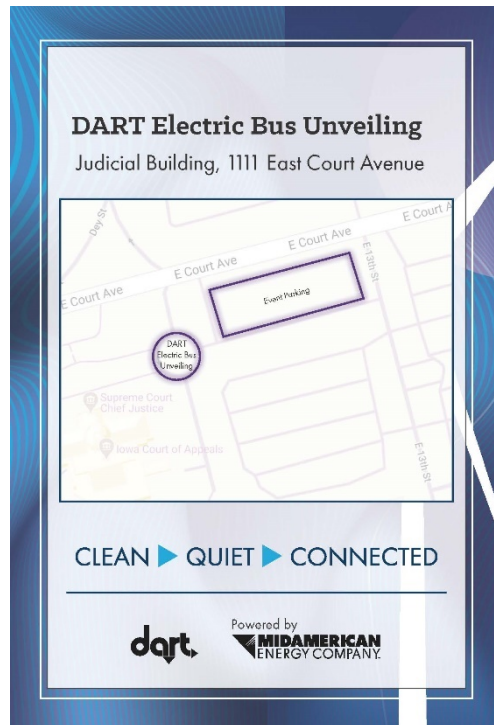 DART Electric Bus Unveiling
Judicial Building, 1111 East Court Avenue
Dey St
E Court A
E Court Ave
E Court Ave
E Court Ave
E 13th St
Event Parking
DART
Electric Bus
Unveiling
Supreme Court
Chief Justice
Iowa Court of Appeals
E 13th St
CLEAN ▶ QUIET ▶ CONNECTED
dart
Powered by
MIDAMERICAN
ENERGY COMPANY